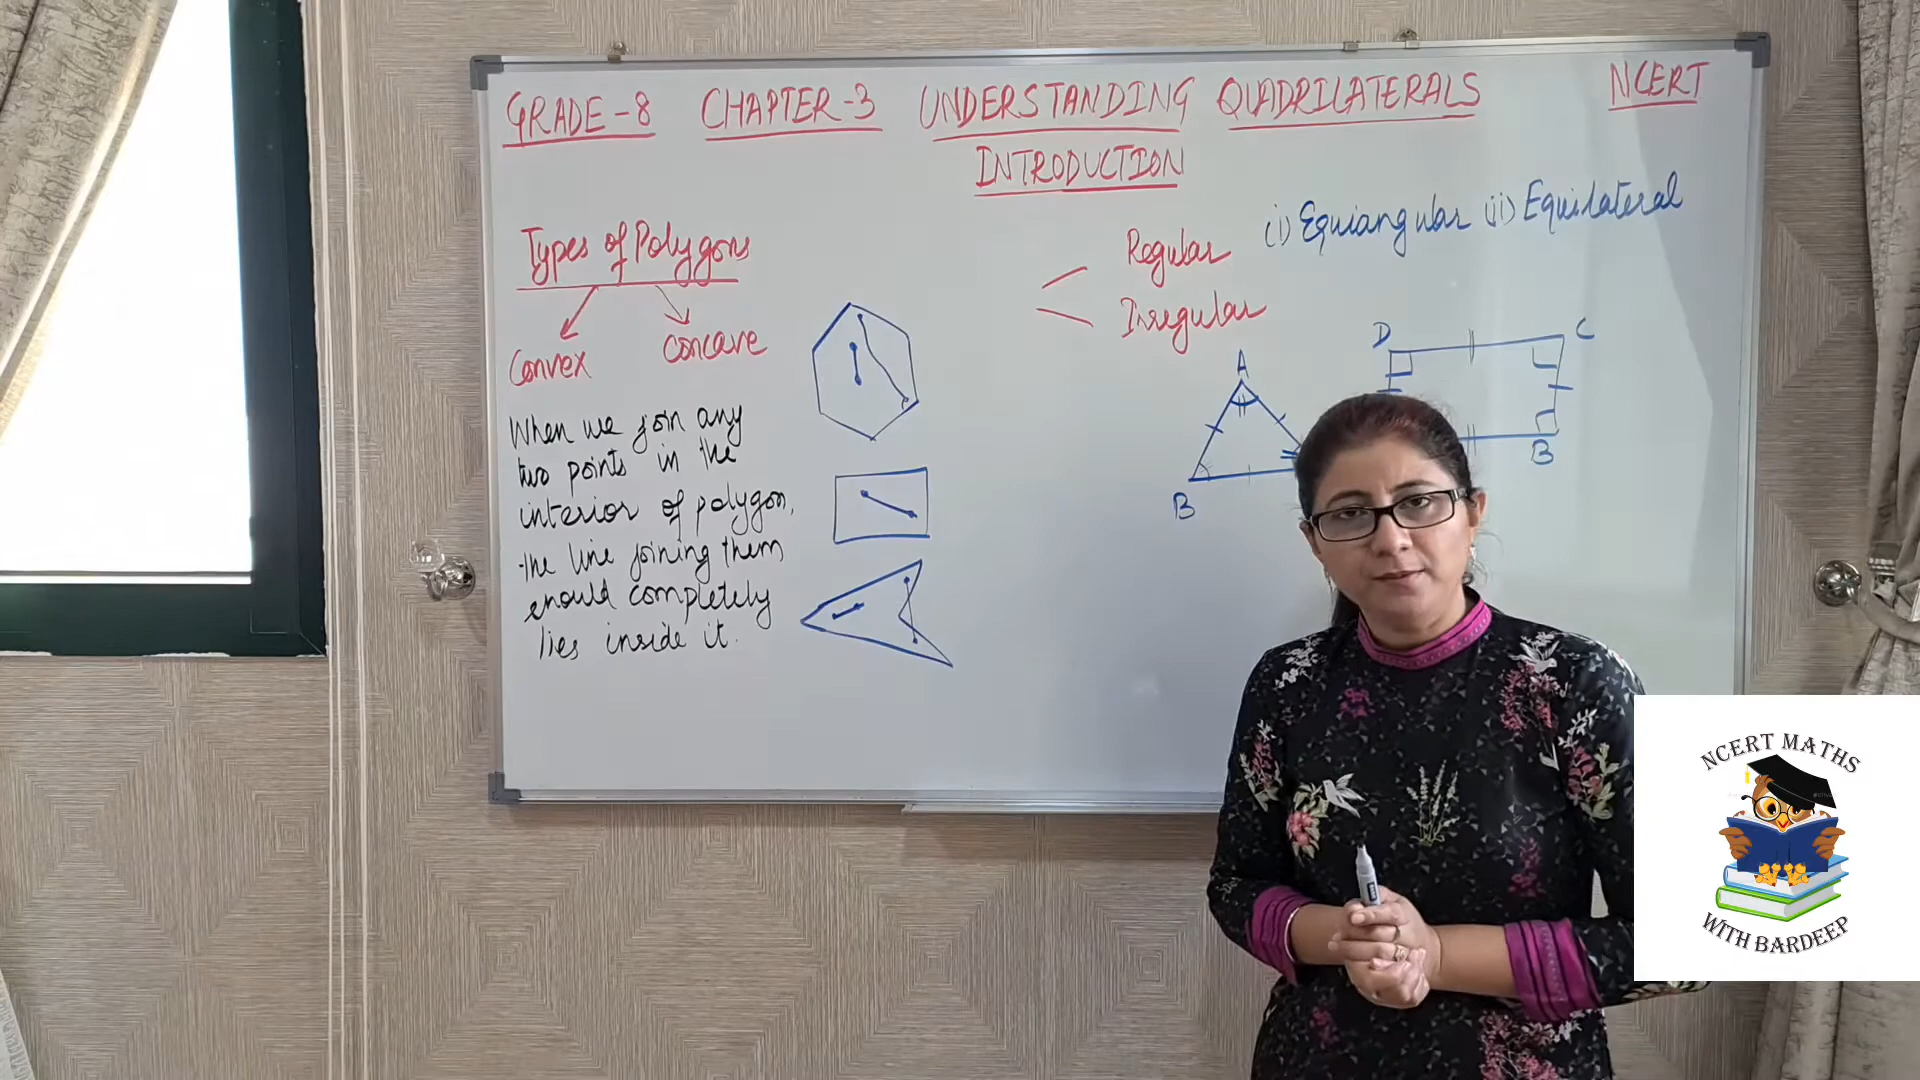 GRADE-8 CHAPTER-3 UNDERSTANDING QUADRILATERALS NCERT
INTRODUCTION
Types of Polygons
Convex
Concave
When we join any
two points in the
interior of polygon,
the line joining them
should completely
lies inside it.
Regular
Irregular
(i) Equiangular (ii) Equilateral
A
B
D
C
B
NCERT MATHS
WITH BARDEEP